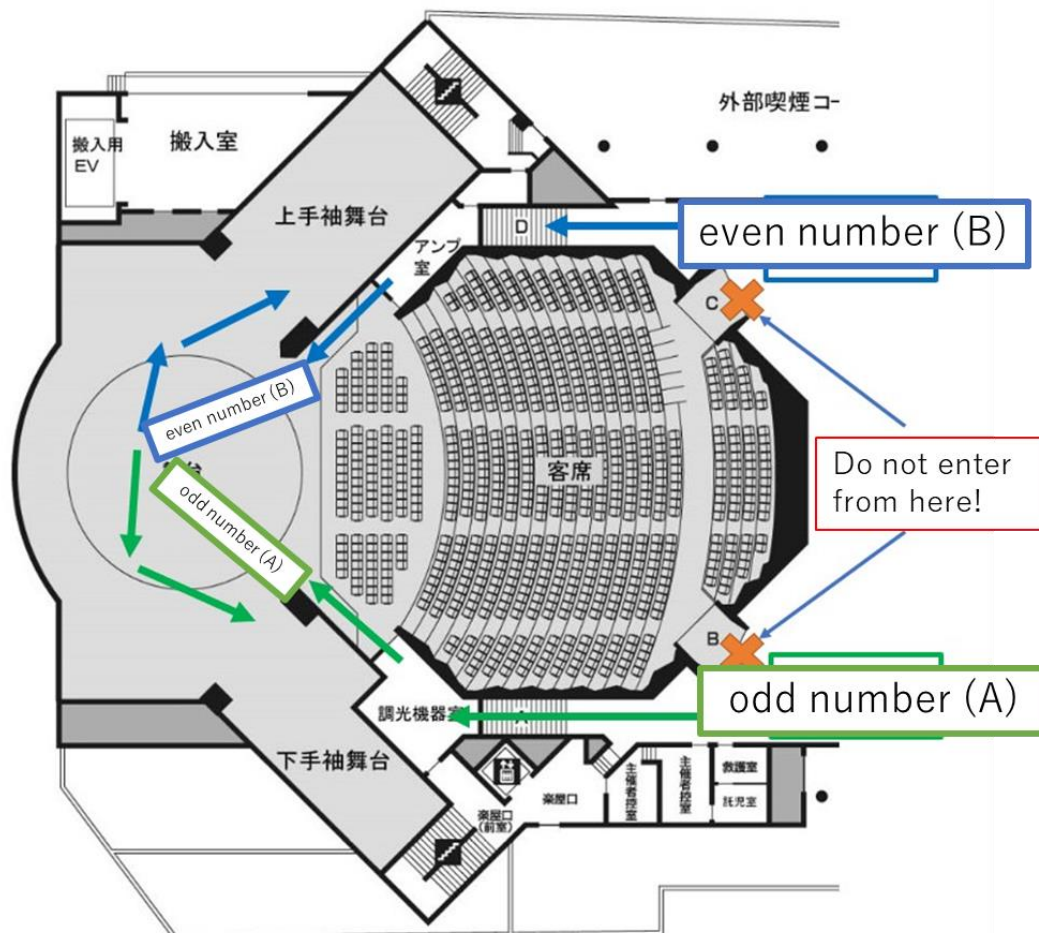 外部喫煙コー
搬入用
EV
搬入室
上手袖舞台
D
even number (B)
アンプ
室
C
even number (B)
Do not enter
from here!
客席
odd number (A)
B
odd number (A)
調光機器室
A
下手袖舞台
主催者控室
主催者控室
救護室
託児室
楽屋口
楽屋口
(前室)